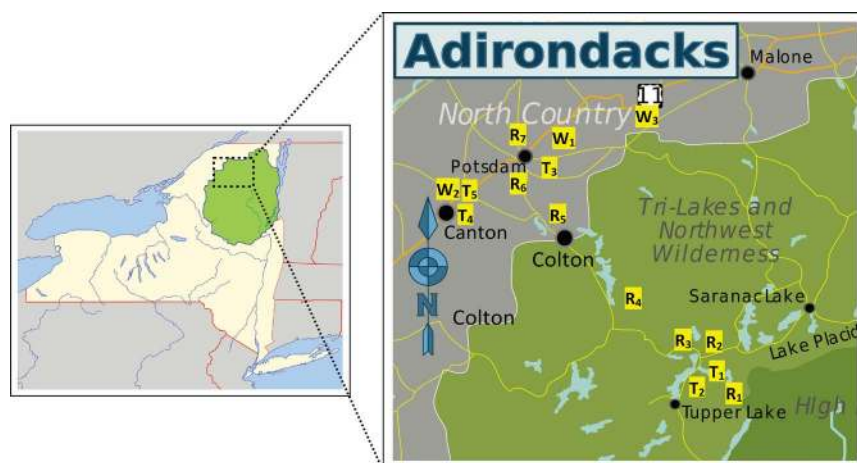 Adirondacks
Malone
11
North Country
W3
R7
W1
Potsdam
T3
R6
W2
T5
T4
R5
Canton
Colton
Tri-Lakes and
Northwest
Wilderness
N
R4
Saranac Lake
Colton
R3
R2
Lake Placid
T1
T2
R1
Tupper Lake
High